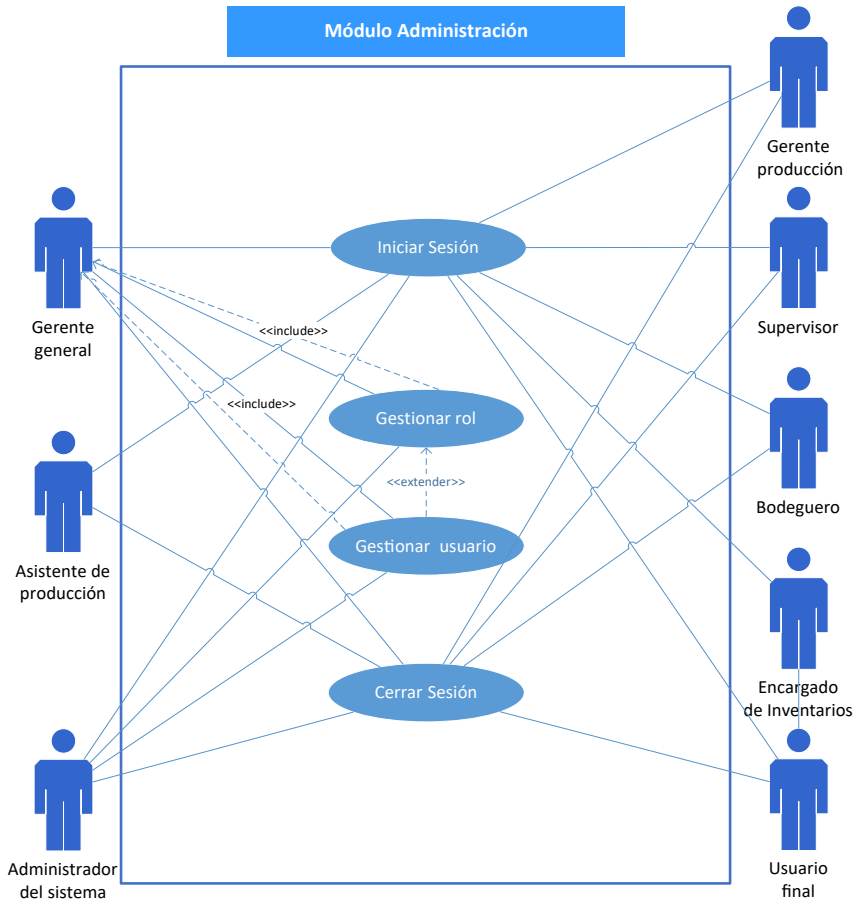 Módulo Administración
Gerente
producción
Iniciar Sesión
Gerente
general
Supervisor
<<include>>
<<include>>
Gestionar rol
<<extender>>
Bodeguero
Gestionar  usuario
Asistente de
producción
Cerrar Sesión
Encargado
de Inventarios
Administrador
del sistema
Usuario
final